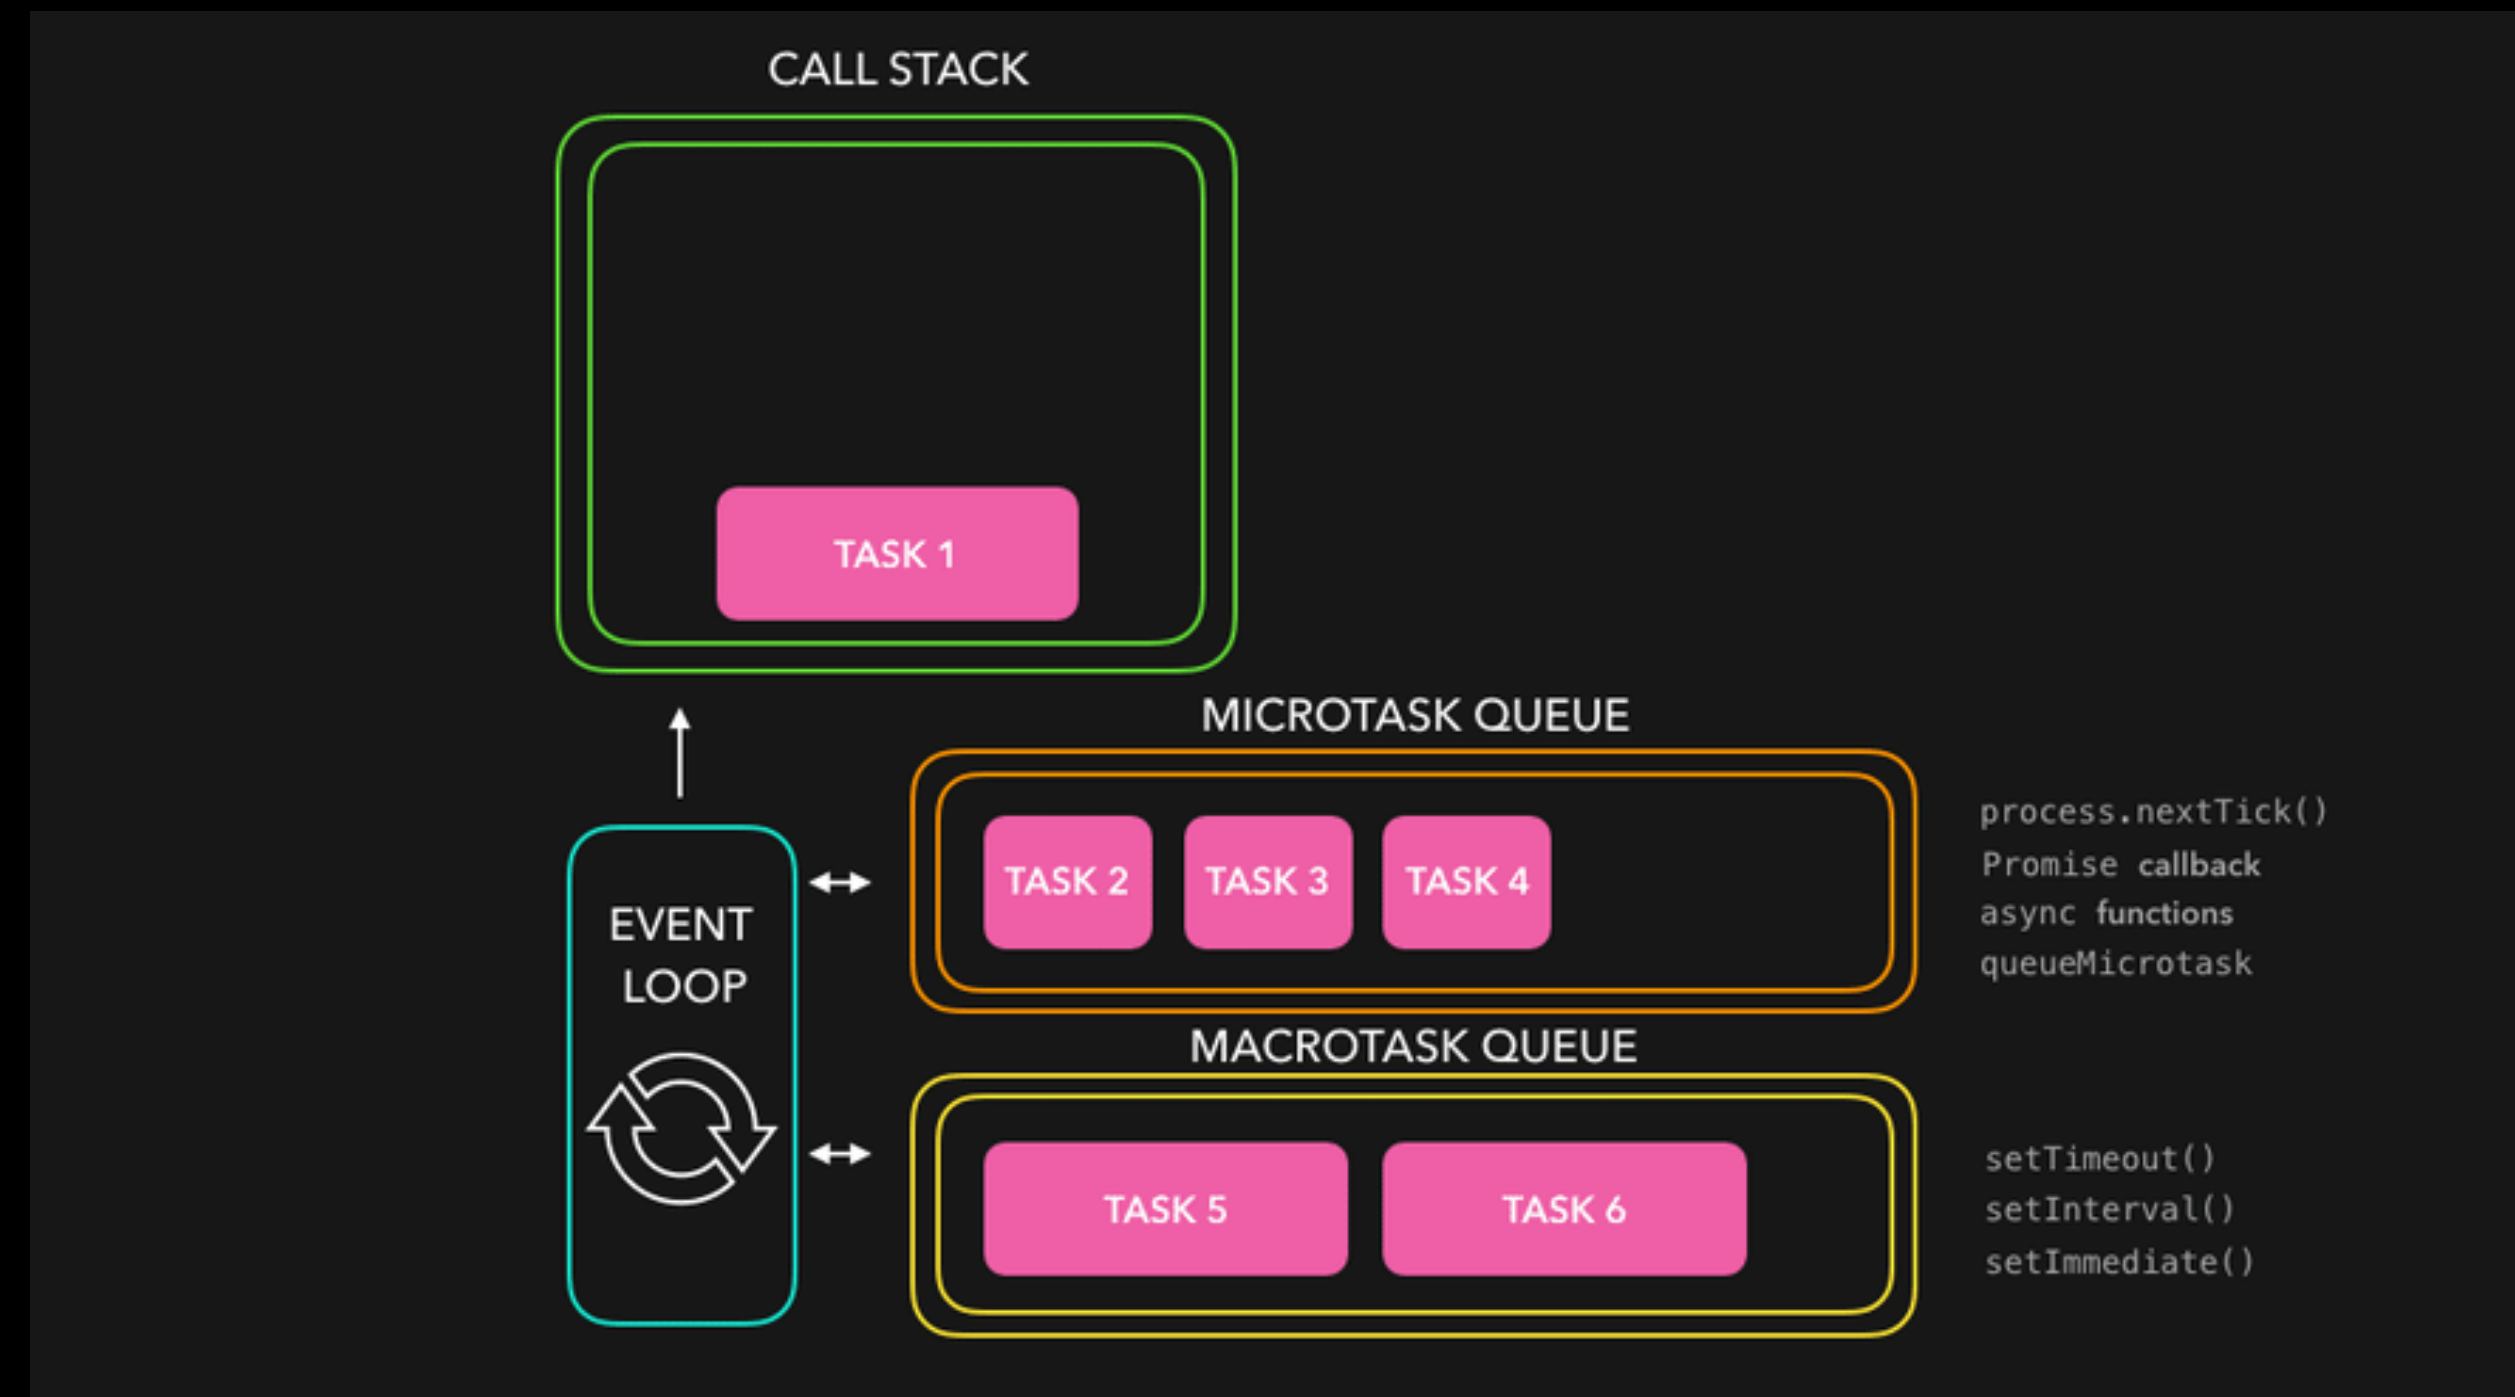 CALL STACK
TASK 1
MICROTASK QUEUE
TASK 2 TASK 3 TASK 4
process.nextTick()
Promise callback
async functions
queueMicrotask
EVENT
LOOP
MACROTASK QUEUE
TASK 5 TASK 6
setTimeout()
setInterval()
setImmediate()